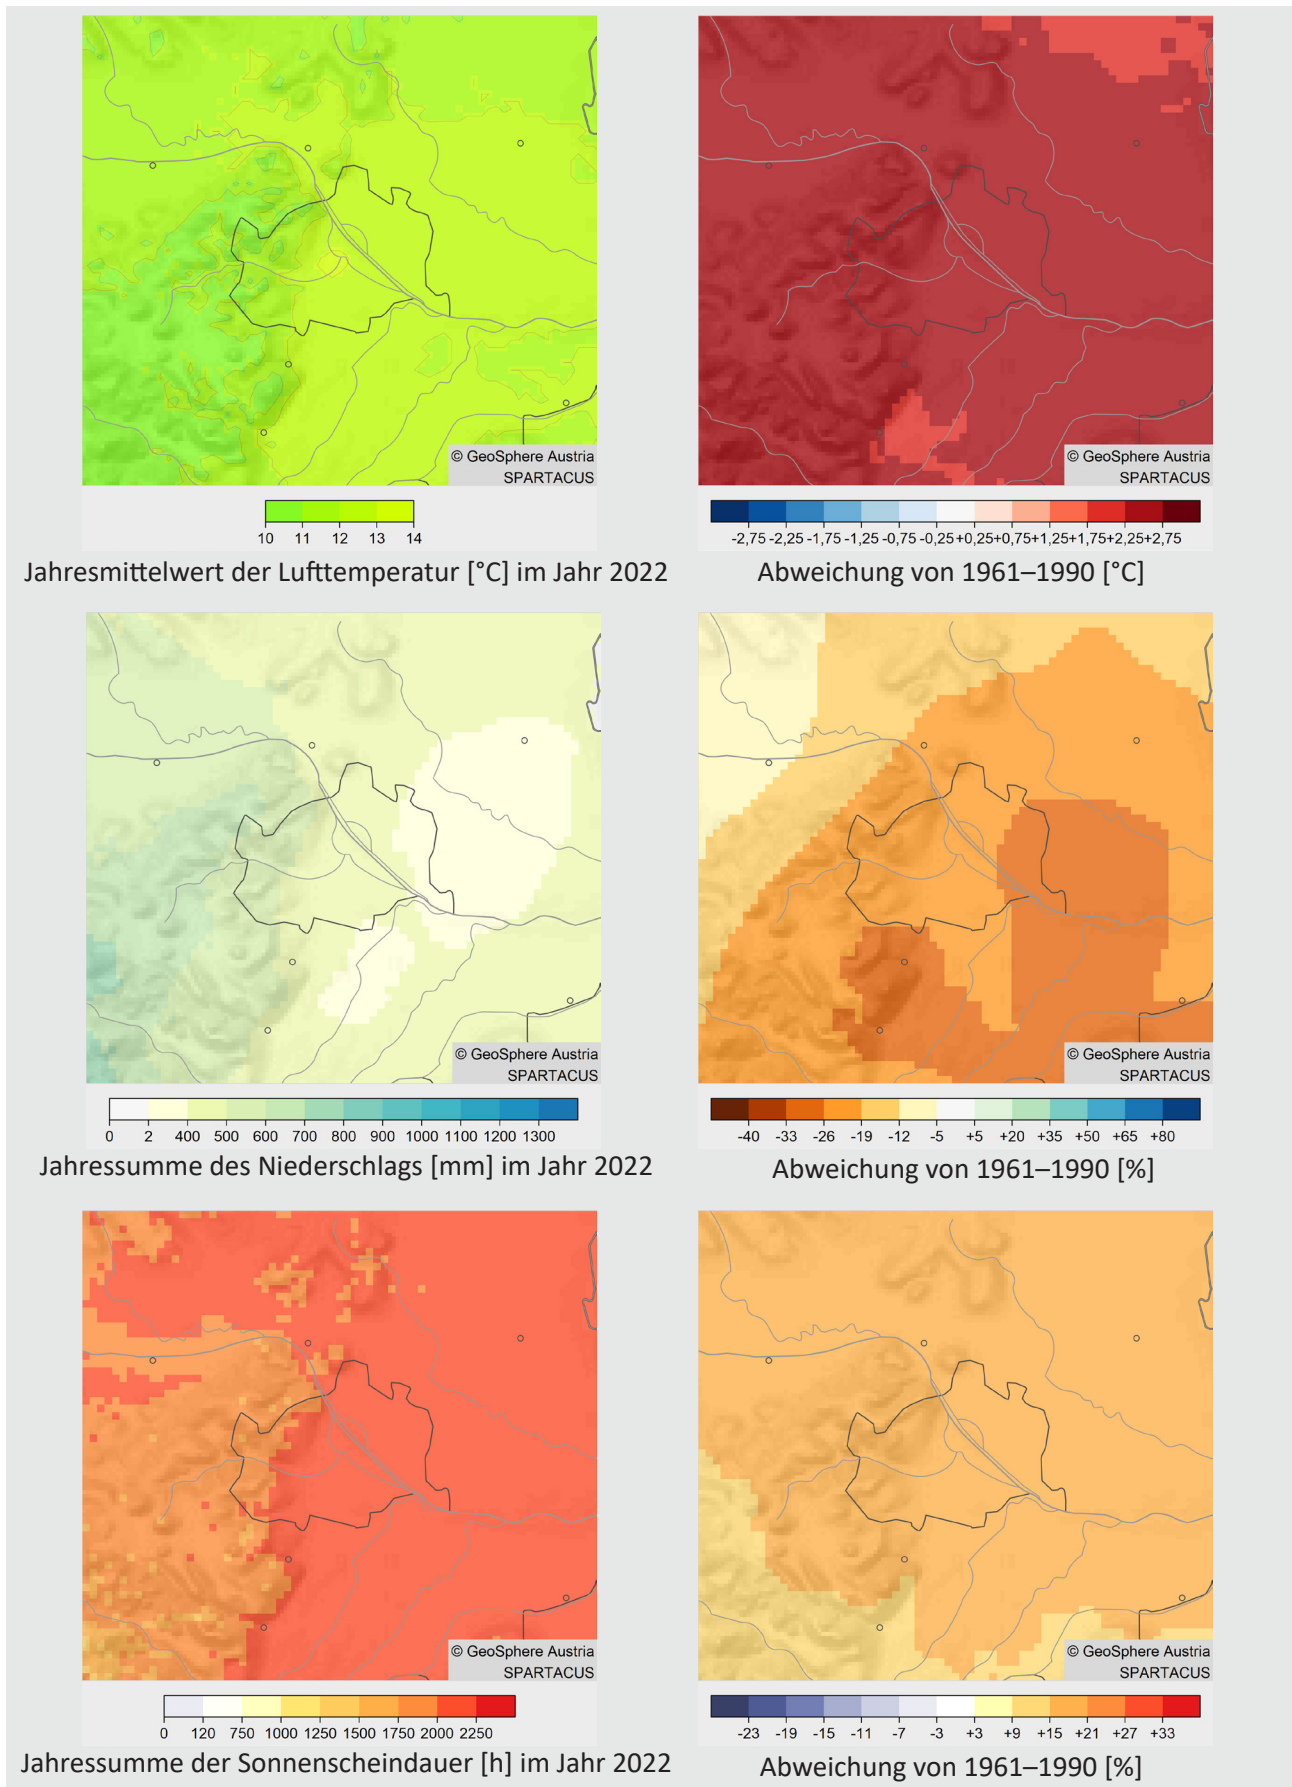 © GeoSphere Austria
SPARTACUS
10 11 12 13 14
Jahresmittelwert der Lufttemperatur [°C] im Jahr 2022
© GeoSphere Austria
SPARTACUS
-2,75 -2,25 -1,75 -1,25 -0,75 -0,25 +0,25 +0,75 +1,25 +1,75 +2,25 +2,75
Abweichung von 1961–1990 [°C]
© GeoSphere Austria
SPARTACUS
0 2 400 500 600 700 800 900 1000 1100 1200 1300
Jahressumme des Niederschlags [mm] im Jahr 2022
© GeoSphere Austria
SPARTACUS
-40 -33 -26 -19 -12 -5 +5 +20 +35 +50 +65 +80
Abweichung von 1961–1990 [%]
© GeoSphere Austria
SPARTACUS
0 120 750 1000 1250 1500 1750 2000 2250
Jahressumme der Sonnenscheindauer [h] im Jahr 2022
© GeoSphere Austria
SPARTACUS
-23 -19 -15 -11 -7 -3 +3 +9 +15 +21 +27 +33
Abweichung von 1961–1990 [%]